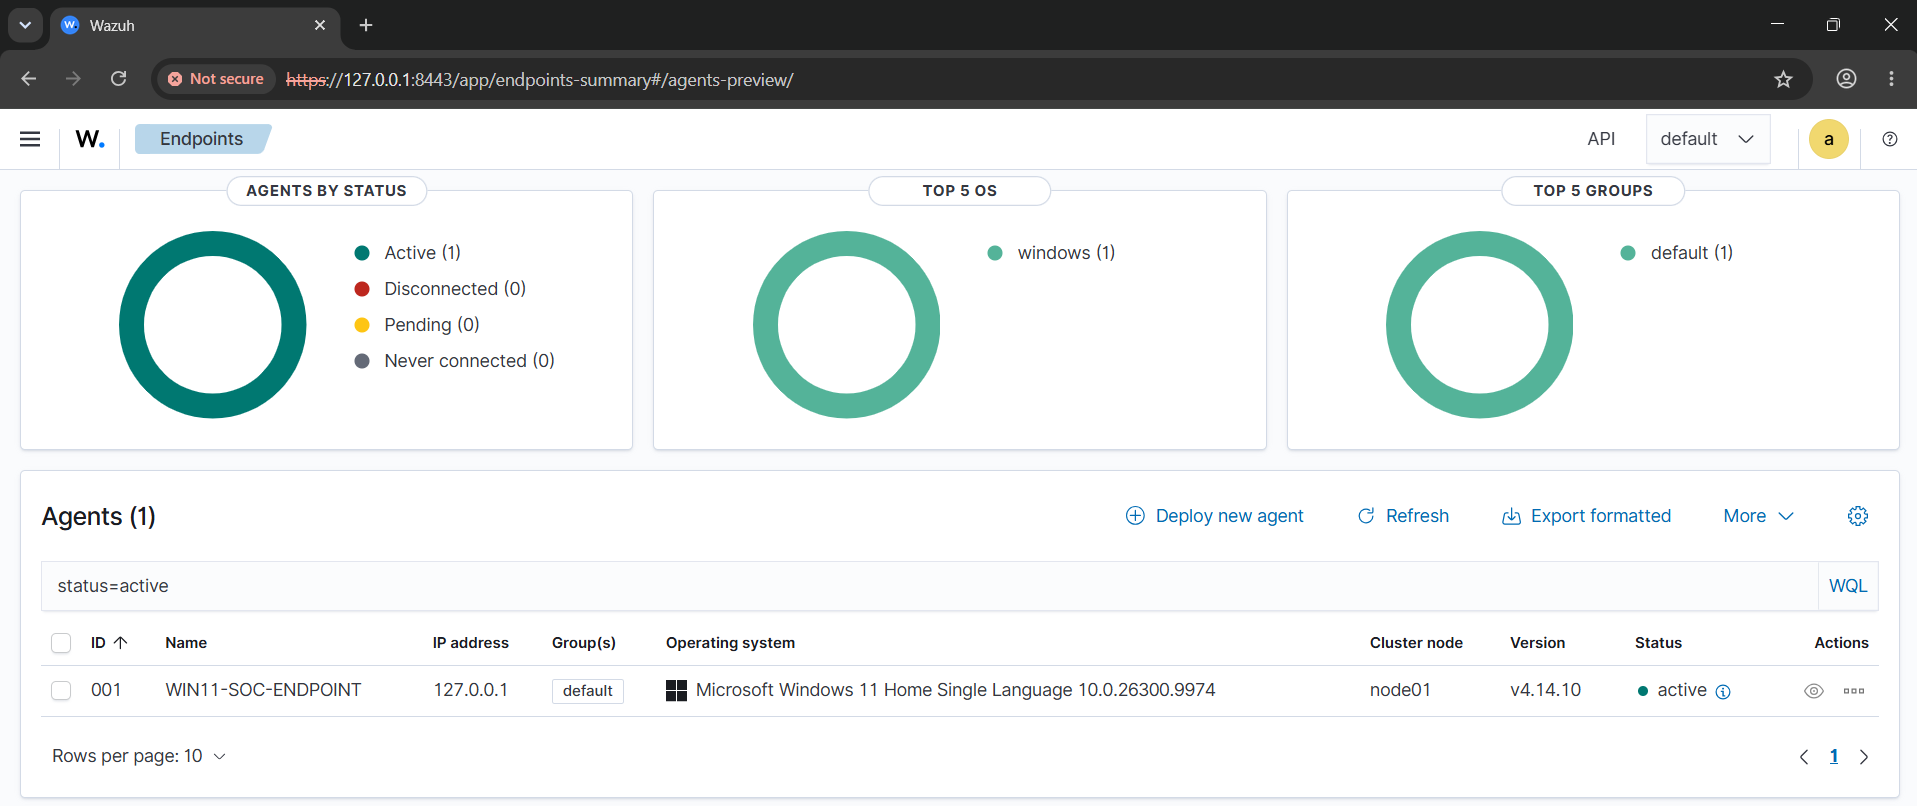 Wazuh
Not secure https://127.0.0.1:8443/app/endpoints-summary#/agents-preview/
W. Endpoints API default a
AGENTS BY STATUS
Active (1)
Disconnected (0)
Pending (0)
Never connected (0)
TOP 5 OS
windows (1)
TOP 5 GROUPS
default (1)
Agents (1) Deploy new agent Refresh Export formatted More
status=active WQL
ID Name IP address Group(s) Operating system Cluster node Version Status Actions
001 WIN11-SOC-ENDPOINT 127.0.0.1 default Microsoft Windows 11 Home Single Language 10.0.26300.9974 node01 v4.14.10 active
Rows per page: 10 1